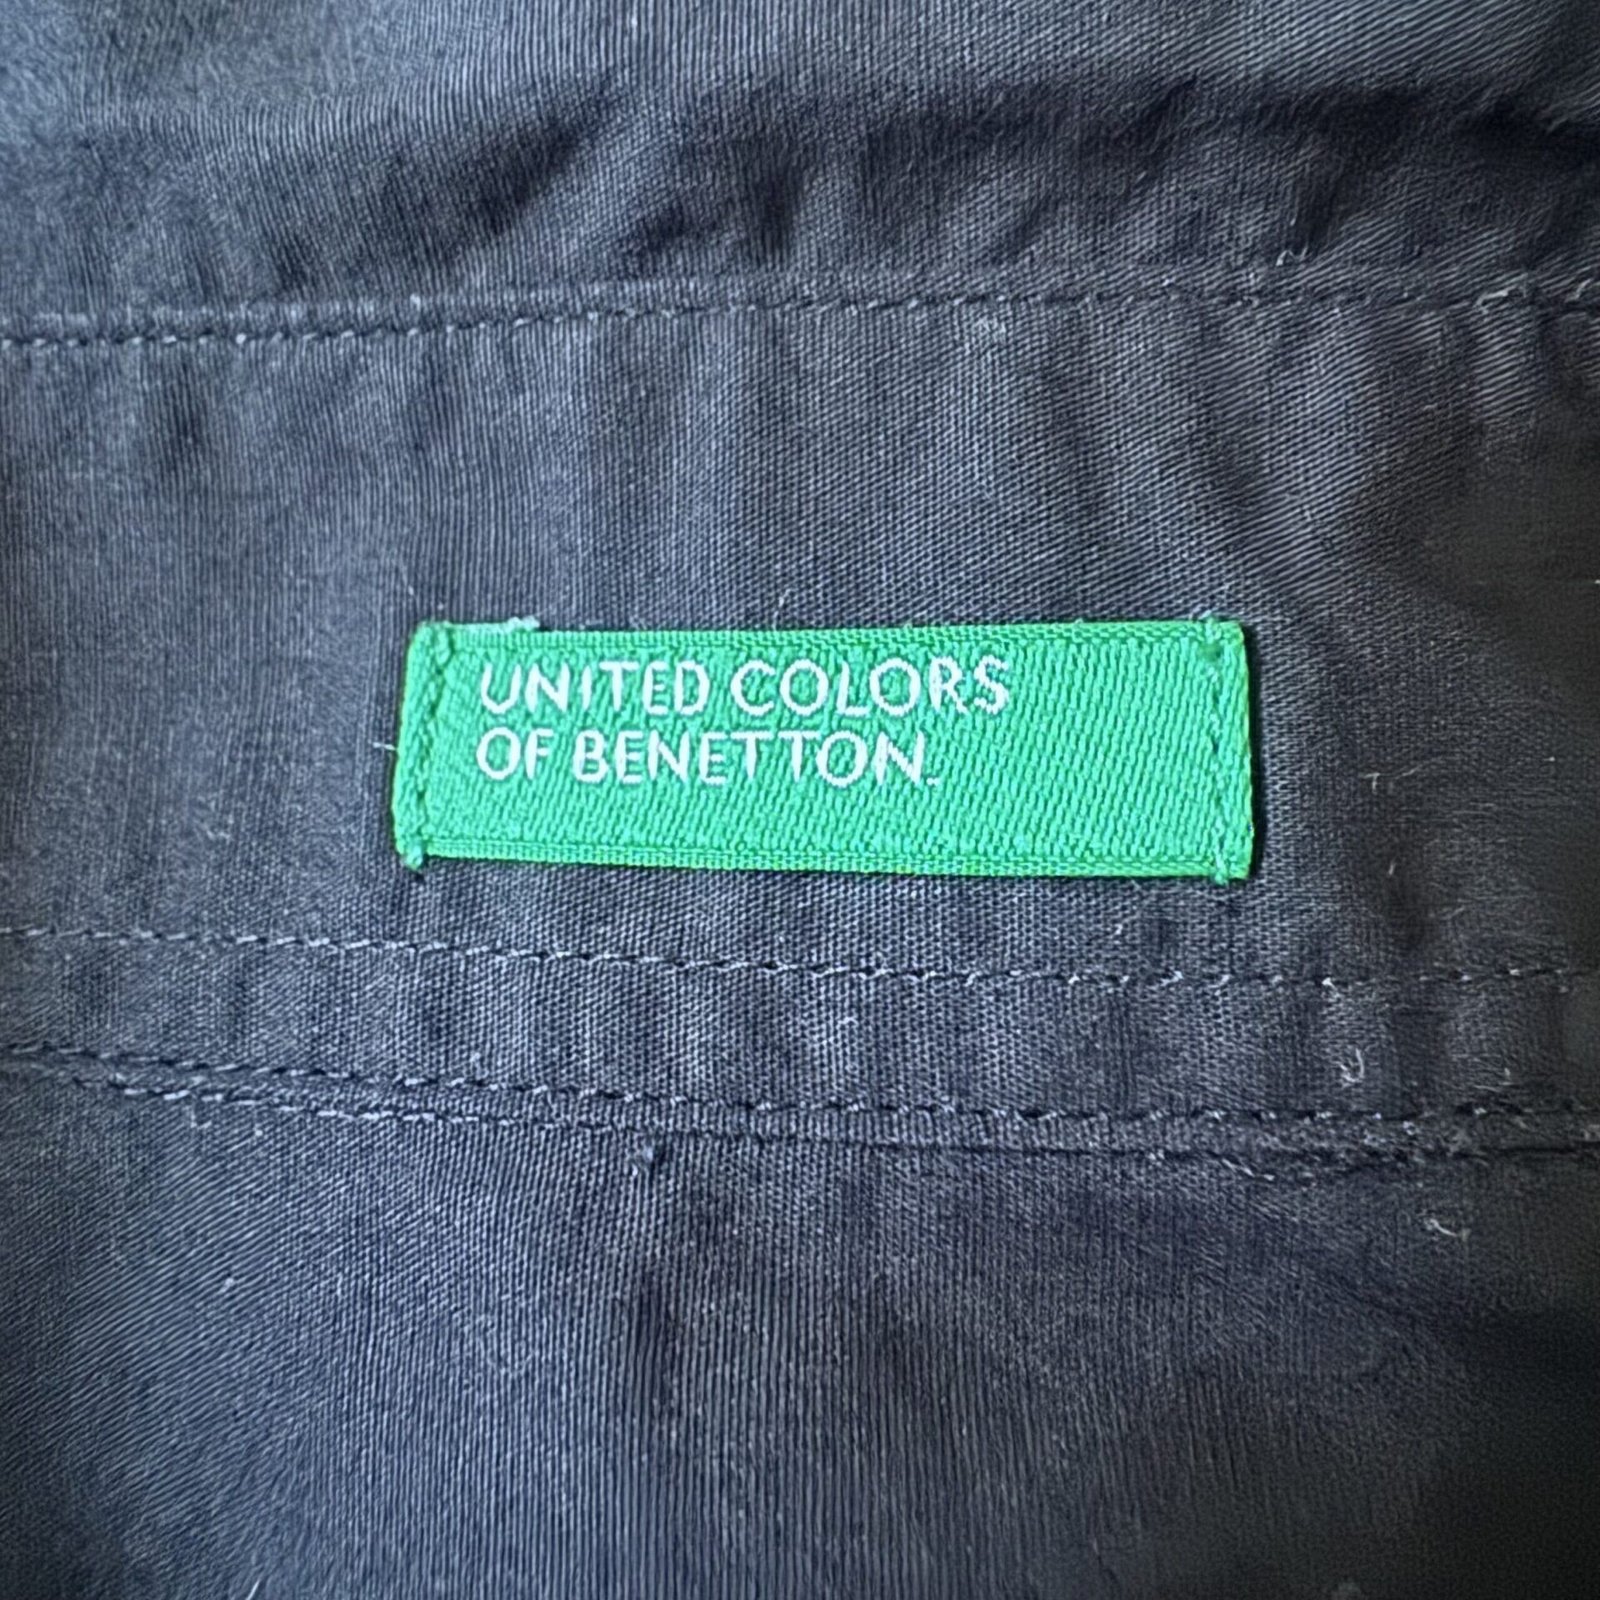 UNITED COLORS
OF BENETTON.